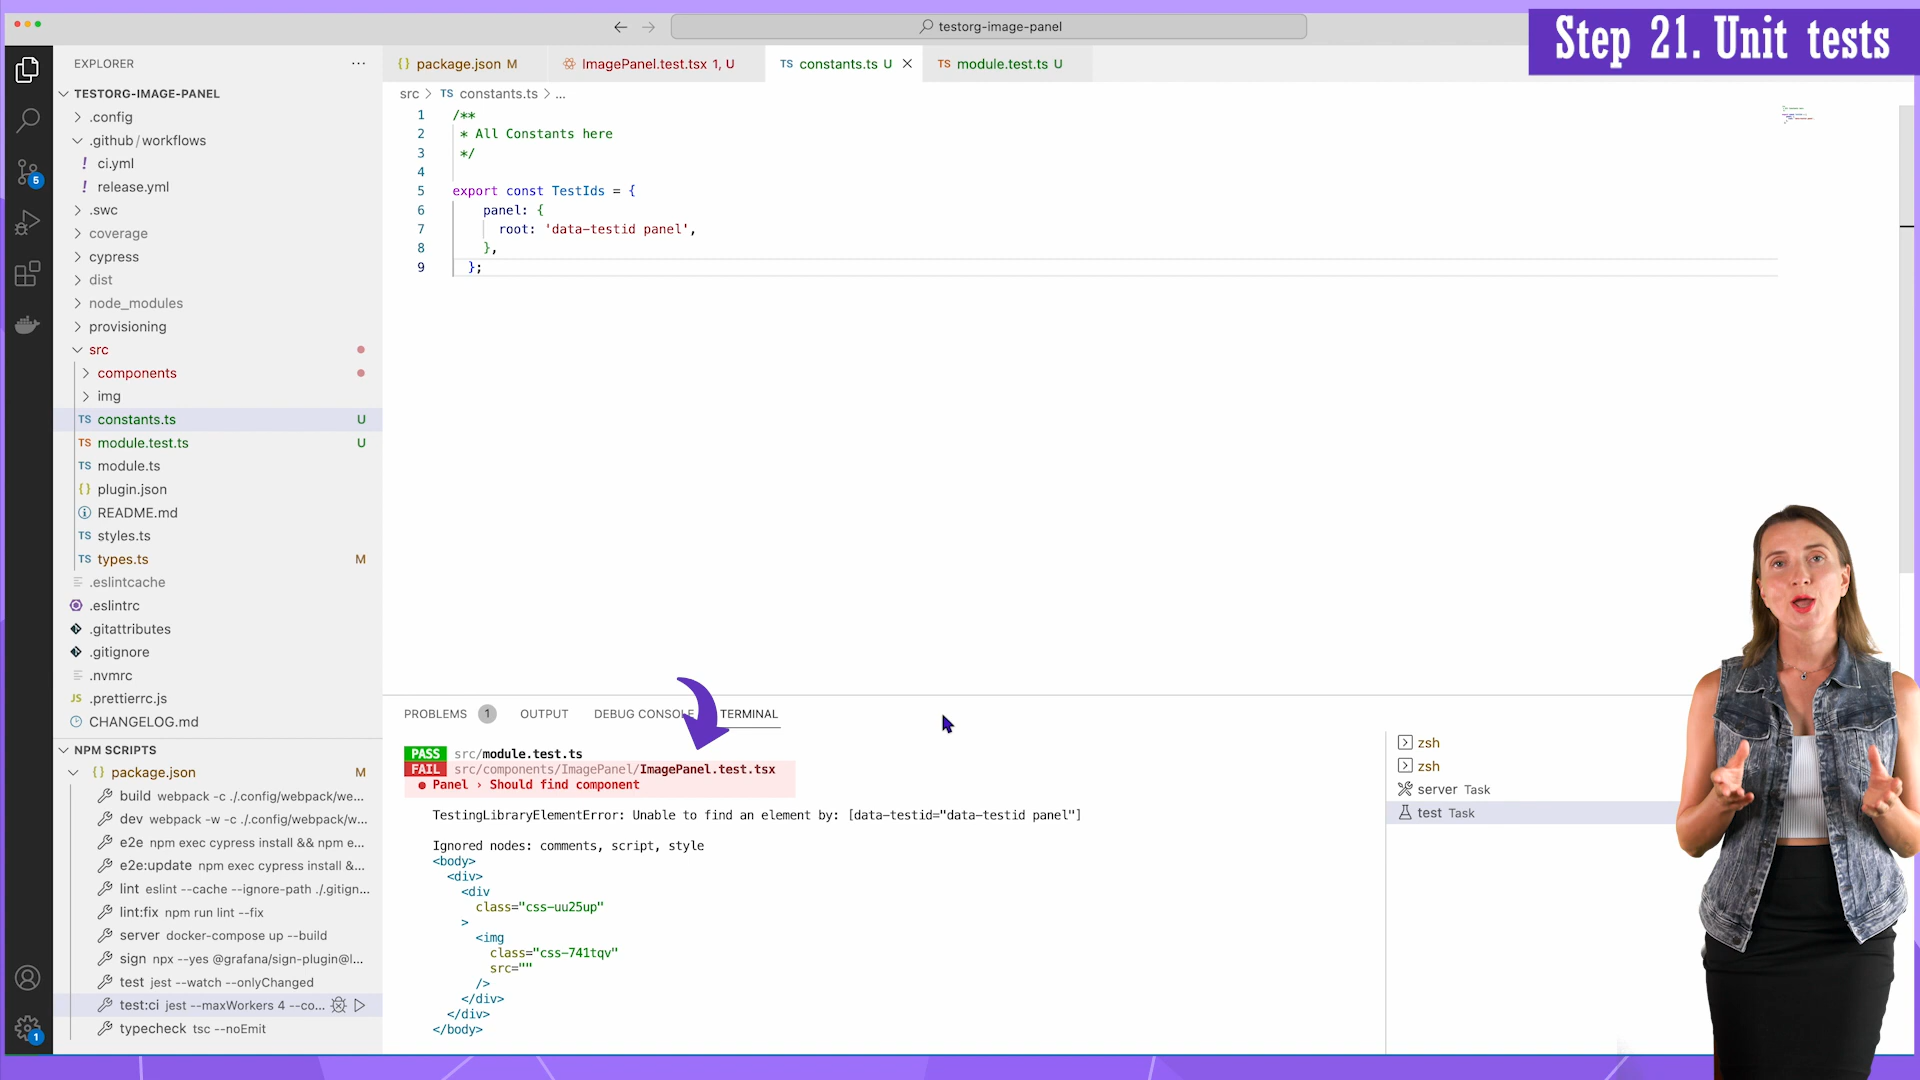 testorg-image-panel
Step 21. Unit tests
EXPLORER
TESTORG-IMAGE-PANEL
.config
.github/workflows
! ci.yml
! release.yml
.swc
coverage
cypress
dist
node_modules
provisioning
src
components
img
TS constants.ts U
TS module.test.ts U
TS module.ts
{} plugin.json
README.md
TS styles.ts
TS types.ts M
.eslintcache
.eslintrc
.gitattributes
.gitignore
.nvmrc
JS .prettierrc.js
CHANGELOG.md
NPM SCRIPTS
{} package.json M
build webpack -c ./.config/webpack/we...
dev webpack -w -c ./.config/webpack/w...
e2e npm exec cypress install && npm e...
e2e:update npm exec cypress install &...
lint eslint --cache --ignore-path ./.gitign...
lint:fix npm run lint --fix
server docker-compose up --build
sign npx --yes @grafana/sign-plugin@l...
test jest --watch --onlyChanged
test:ci jest --maxWorkers 4 --co...
typecheck tsc --noEmit
5
1
{} package.json M
ImagePanel.test.tsx 1, U
TS constants.ts U
TS module.test.ts U
src > TS constants.ts > ...
1 /**
2 * All Constants here
3 */
4
5 export const TestIds = {
6 panel: {
7 root: 'data-testid panel',
8 },
9 };
PROBLEMS 1 OUTPUT DEBUG CONSOLE TERMINAL
PASS src/module.test.ts
FAIL src/components/ImagePanel/ImagePanel.test.tsx
● Panel › Should find component
TestingLibraryElementError: Unable to find an element by: [data-testid="data-testid panel"]
Ignored nodes: comments, script, style
<body>
<div>
<div
class="css-uu25up"
>
<img
class="css-741tqv"
src=""
/>
</div>
</div>
</body>
zsh
zsh
server Task
test Task